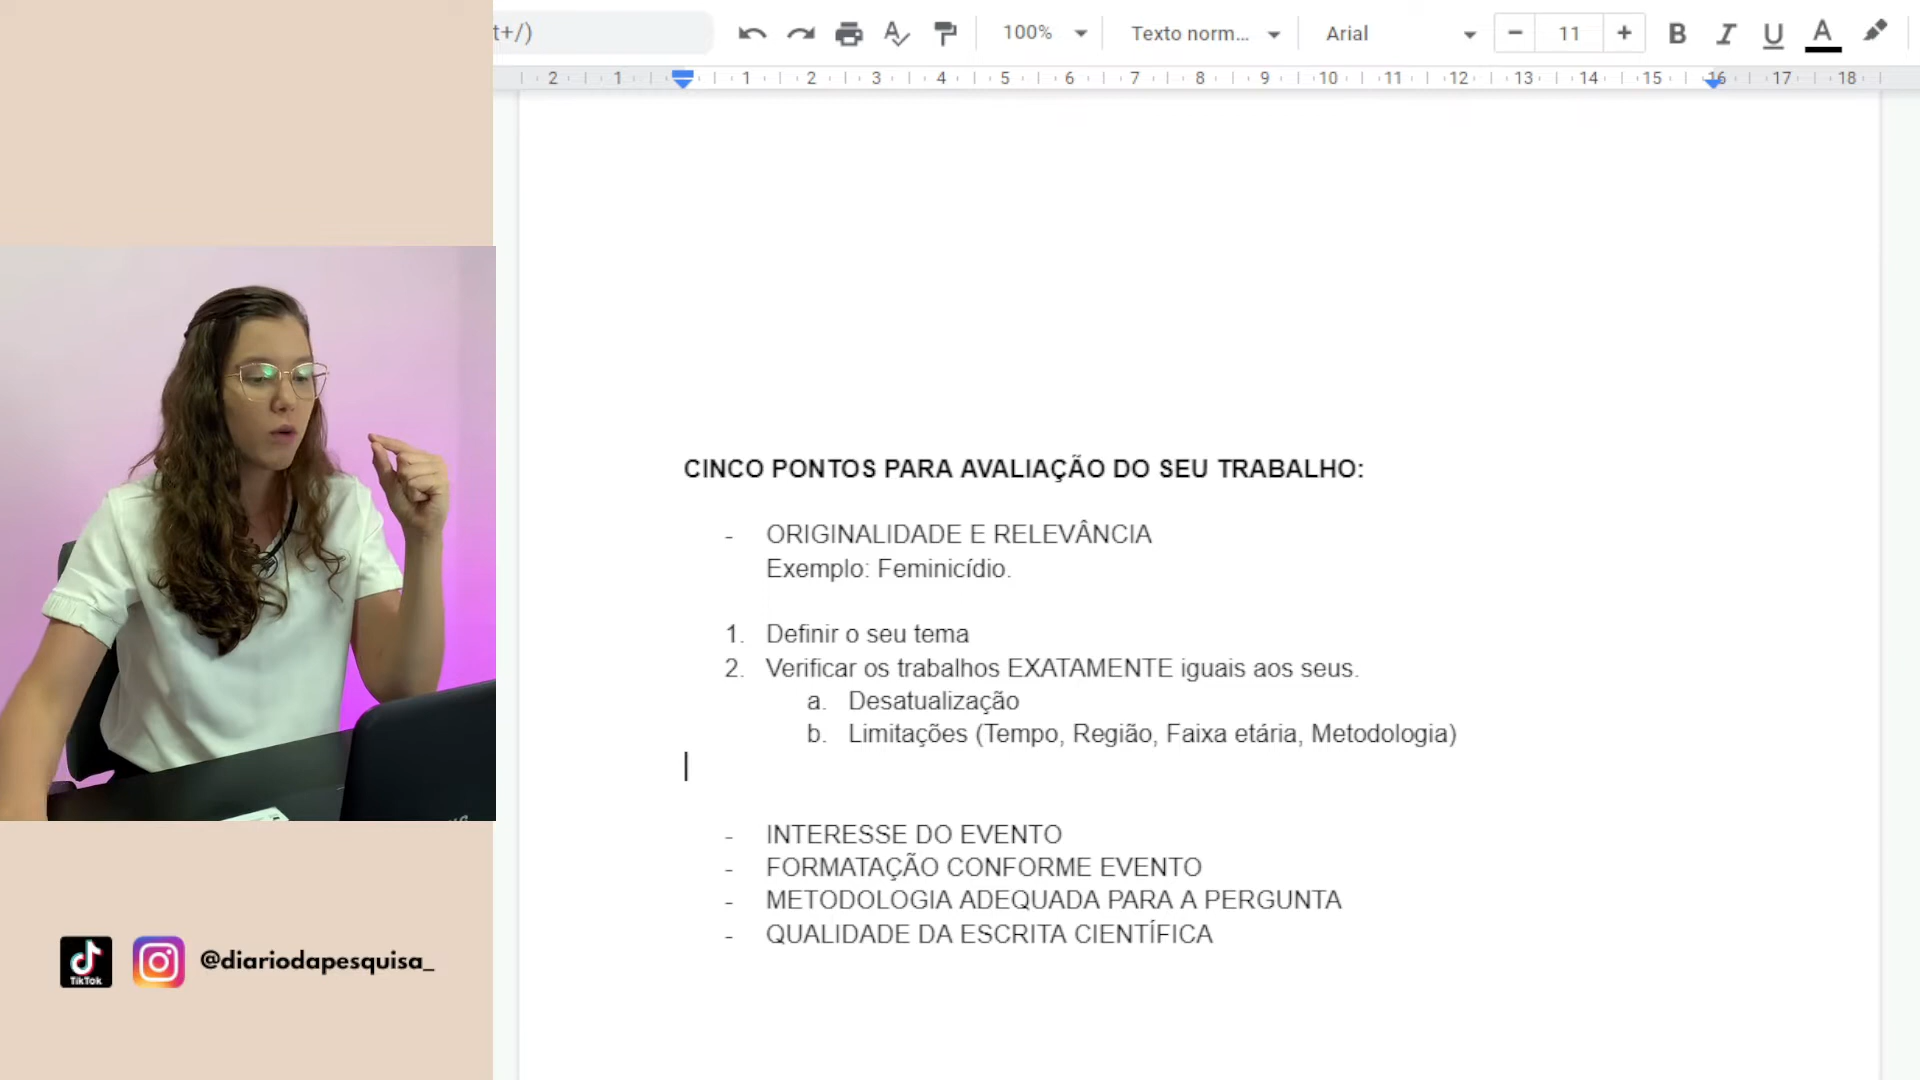 t+/)
100%
Texto norm...
Arial
11
B I U A
2 1 1 2 3 4 5 6 7 8 9 10 11 12 13 14 15 16 17 18
CINCO PONTOS PARA AVALIAÇÃO DO SEU TRABALHO:
- ORIGINALIDADE E RELEVÂNCIA
Exemplo: Feminicídio.
1. Definir o seu tema
2. Verificar os trabalhos EXATAMENTE iguais aos seus.
a. Desatualização
b. Limitações (Tempo, Região, Faixa etária, Metodologia)
- INTERESSE DO EVENTO
- FORMATAÇÃO CONFORME EVENTO
- METODOLOGIA ADEQUADA PARA A PERGUNTA
- QUALIDADE DA ESCRITA CIENTÍFICA
TikTok
@diariodapesquisa_